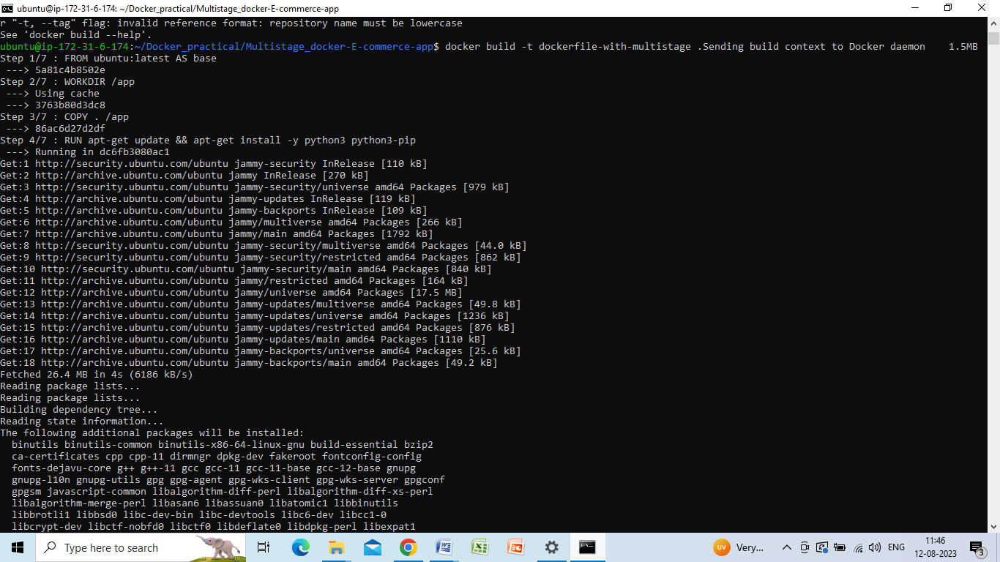 ubuntu@ip-172-31-6-174: ~/Docker_practical/Multistage_docker-E-commerce-app
r "-t, --tag" flag: invalid reference format: repository name must be lowercase
See 'docker build --help'.
ubuntu@ip-172-31-6-174:~/Docker_practical/Multistage_docker-E-commerce-app$ docker build -t dockerfile-with-multistage .Sending build context to Docker daemon    1.5MB
Step 1/7 : FROM ubuntu:latest AS base
 ---> 5a81c4b8502e
Step 2/7 : WORKDIR /app
 ---> Using cache
 ---> 3763b80d3dc8
Step 3/7 : COPY . /app
 ---> 86ac6d27d2df
Step 4/7 : RUN apt-get update && apt-get install -y python3 python3-pip
 ---> Running in dc6fb3080ac1
Get:1 http://security.ubuntu.com/ubuntu jammy-security InRelease [110 kB]
Get:2 http://archive.ubuntu.com/ubuntu jammy InRelease [270 kB]
Get:3 http://security.ubuntu.com/ubuntu jammy-security/universe amd64 Packages [979 kB]
Get:4 http://archive.ubuntu.com/ubuntu jammy-updates InRelease [119 kB]
Get:5 http://archive.ubuntu.com/ubuntu jammy-backports InRelease [109 kB]
Get:6 http://archive.ubuntu.com/ubuntu jammy/multiverse amd64 Packages [266 kB]
Get:7 http://archive.ubuntu.com/ubuntu jammy/main amd64 Packages [1792 kB]
Get:8 http://security.ubuntu.com/ubuntu jammy-security/multiverse amd64 Packages [44.0 kB]
Get:9 http://security.ubuntu.com/ubuntu jammy-security/restricted amd64 Packages [862 kB]
Get:10 http://security.ubuntu.com/ubuntu jammy-security/main amd64 Packages [840 kB]
Get:11 http://archive.ubuntu.com/ubuntu jammy/restricted amd64 Packages [164 kB]
Get:12 http://archive.ubuntu.com/ubuntu jammy/universe amd64 Packages [17.5 MB]
Get:13 http://archive.ubuntu.com/ubuntu jammy-updates/multiverse amd64 Packages [49.8 kB]
Get:14 http://archive.ubuntu.com/ubuntu jammy-updates/universe amd64 Packages [1236 kB]
Get:15 http://archive.ubuntu.com/ubuntu jammy-updates/restricted amd64 Packages [876 kB]
Get:16 http://archive.ubuntu.com/ubuntu jammy-updates/main amd64 Packages [1110 kB]
Get:17 http://archive.ubuntu.com/ubuntu jammy-backports/universe amd64 Packages [25.6 kB]
Get:18 http://archive.ubuntu.com/ubuntu jammy-backports/main amd64 Packages [49.2 kB]
Fetched 26.4 MB in 4s (6186 kB/s)
Reading package lists...
Reading package lists...
Building dependency tree...
Reading state information...
The following additional packages will be installed:
  binutils binutils-common binutils-x86-64-linux-gnu build-essential bzip2
  ca-certificates cpp cpp-11 dirmngr dpkg-dev fakeroot fontconfig-config
  fonts-dejavu-core g++ g++-11 gcc gcc-11 gcc-11-base gcc-12-base gnupg
  gnupg-l10n gnupg-utils gpg gpg-agent gpg-wks-client gpg-wks-server gpgconf
  gpgsm javascript-common libalgorithm-diff-perl libalgorithm-diff-xs-perl
  libalgorithm-merge-perl libasan6 libassuan0 libatomic1 libbinutils
  libbrotli1 libbsd0 libc-dev-bin libc-devtools libc6-dev libcc1-0
  libcrypt-dev libctf-nobfd0 libctf0 libdeflate0 libdpkg-perl libexpat1
Type here to search
UV Very...
ENG
11:46
12-08-2023
3